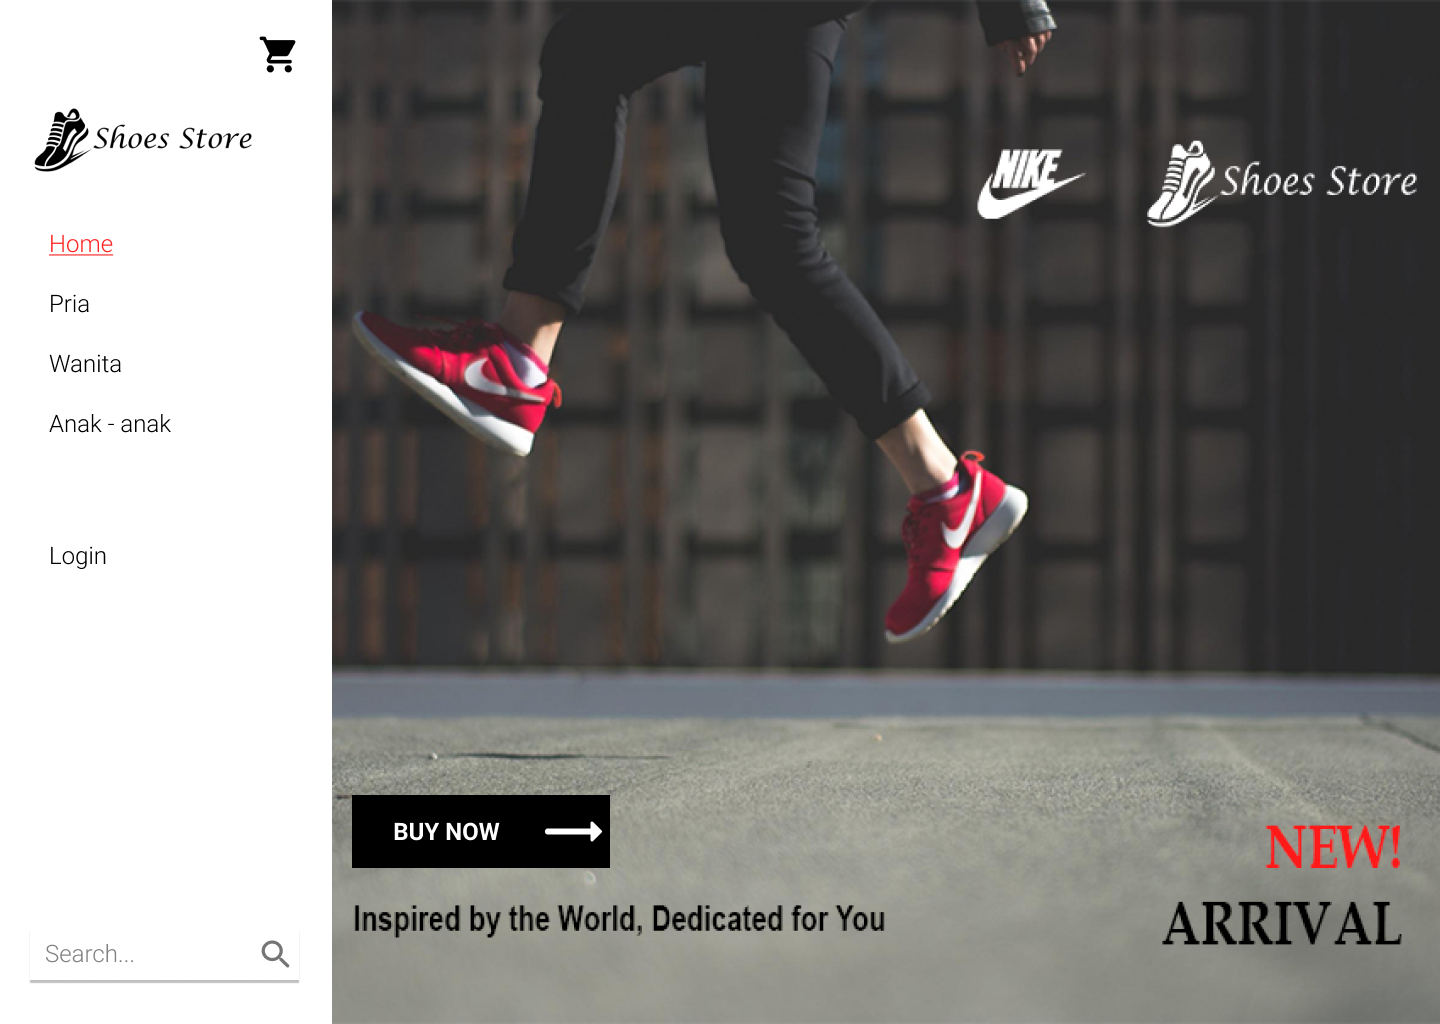 Shoes Store
Home
Pria
Wanita
Anak - anak
Login
Search...
NIKE
Shoes Store
BUY NOW
Inspired by the World, Dedicated for You
NEW!
ARRIVAL